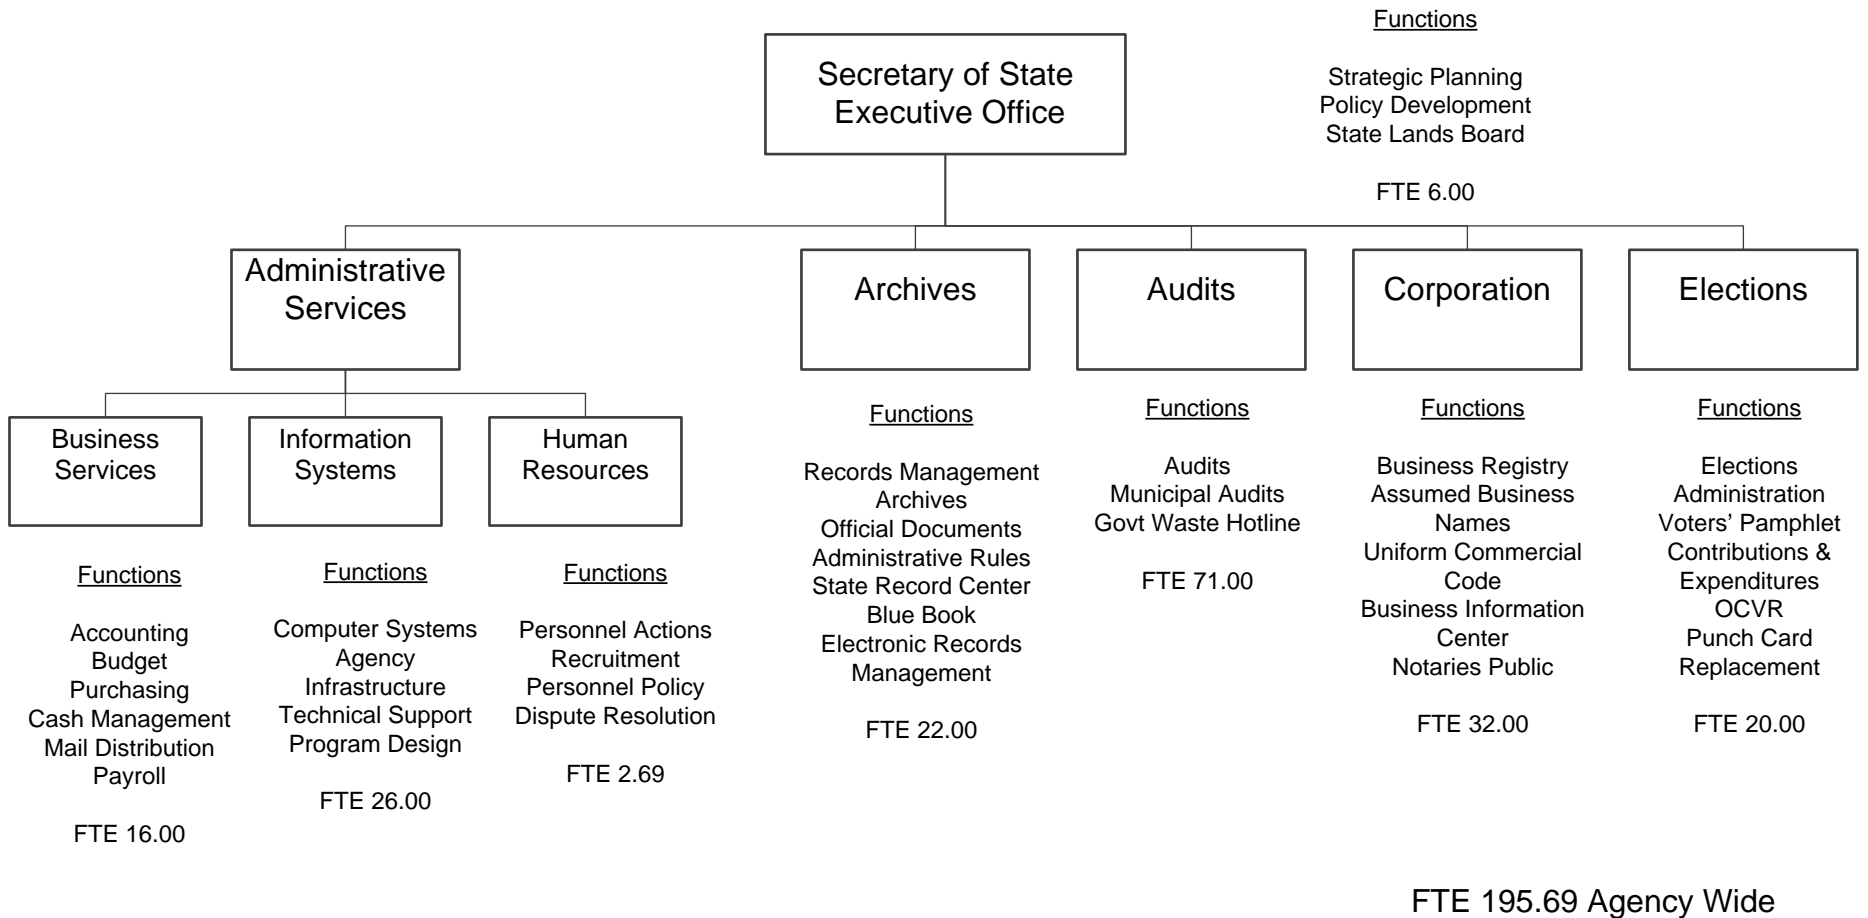 Secretary of State
Executive Office
Functions
Strategic Planning
Policy Development
State Lands Board
FTE 6.00
Administrative
Services
Archives
Audits
Corporation
Elections
Business
Services
Information
Systems
Human
Resources
Functions
Accounting
Budget
Purchasing
Cash Management
Mail Distribution
Payroll
FTE 16.00
Functions
Computer Systems
Agency
Infrastructure
Technical Support
Program Design
FTE 26.00
Functions
Personnel Actions
Recruitment
Personnel Policy
Dispute Resolution
FTE 2.69
Functions
Records Management
Archives
Official Documents
Administrative Rules
State Record Center
Blue Book
Electronic Records
Management
FTE 22.00
Functions
Audits
Municipal Audits
Govt Waste Hotline
FTE 71.00
Functions
Business Registry
Assumed Business
Names
Uniform Commercial
Code
Business Information
Center
Notaries Public
FTE 32.00
Functions
Elections
Administration
Voters’ Pamphlet
Contributions &
Expenditures
OCVR
Punch Card
Replacement
FTE 20.00
FTE 195.69 Agency Wide